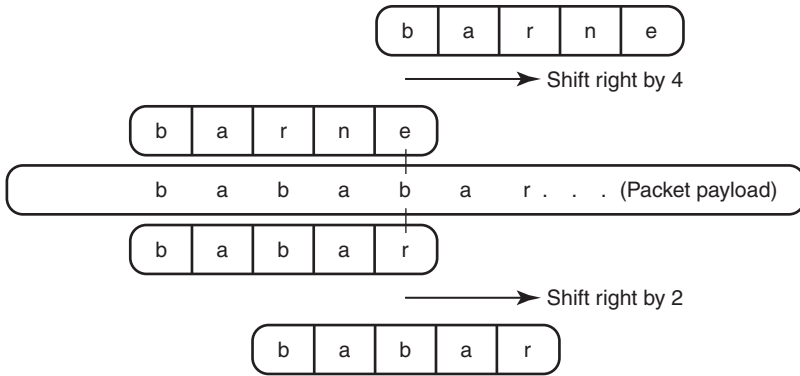 b a r n e
Shift right by 4
b a r n e
b a b a b a r . . . (Packet payload)
b a b a r
Shift right by 2
b a b a r